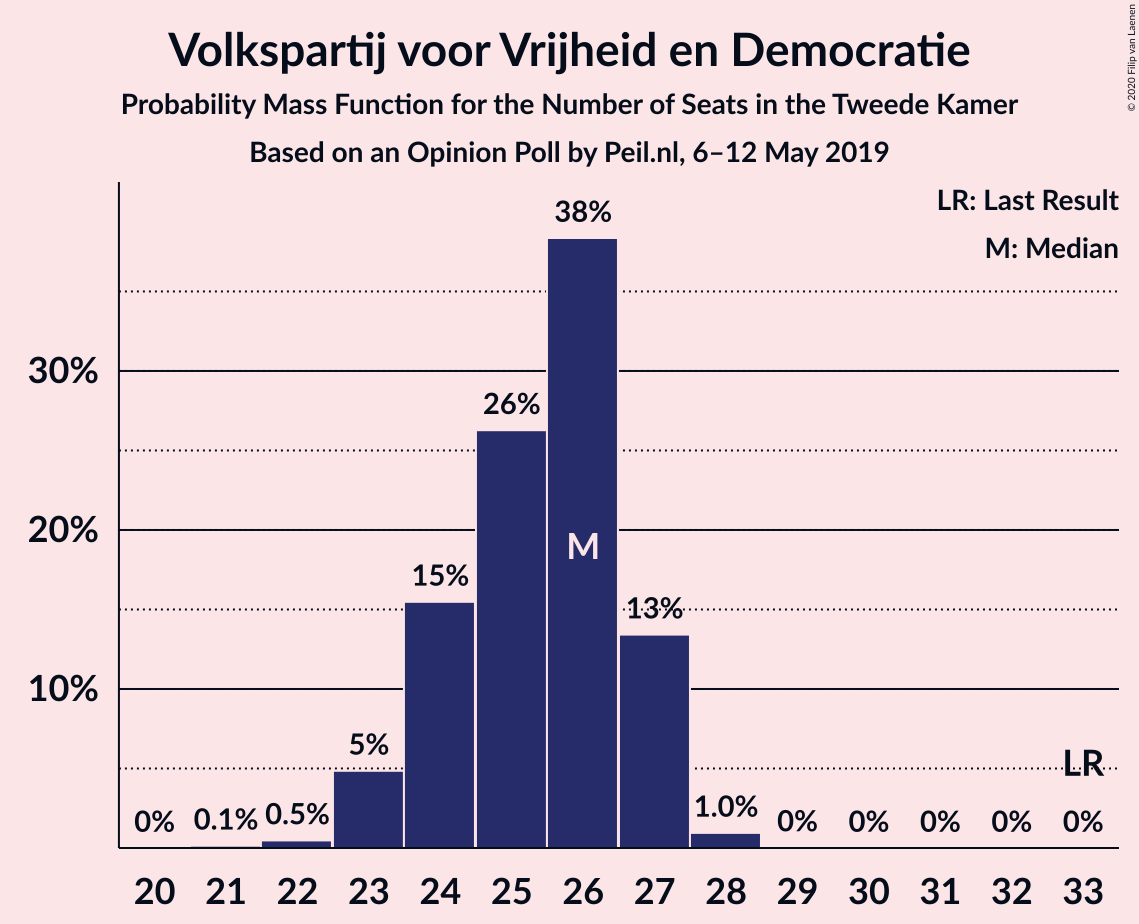 Volkspartij voor Vrijheid en Democratie
Probability Mass Function for the Number of Seats in the Tweede Kamer
Based on an Opinion Poll by Peil.nl, 6–12 May 2019
© 2020 Filip van Laenen
LR: Last Result
M: Median
38%
30%
26%
20%
M
15%
13%
10%
5%
LR
0%
0.1%
0.5%
1.0%
0%
0%
0%
0%
0%
20 21 22 23 24 25 26 27 28 29 30 31 32 33